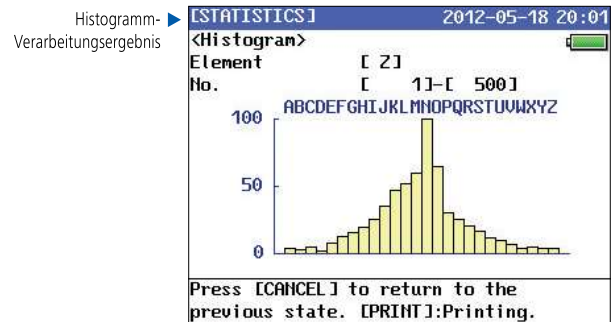 Histogramm-
Verarbeitungsergebnis
[STATISTICS] 2012-05-18 20:01
<Histogram>
Element [ Z]
No. [ 1]-[ 500]
ABCDEFGHIJKLMNOPQRSTUVWXYZ
100
50
0
Press [CANCEL] to return to the
previous state. [PRINT]:Printing.